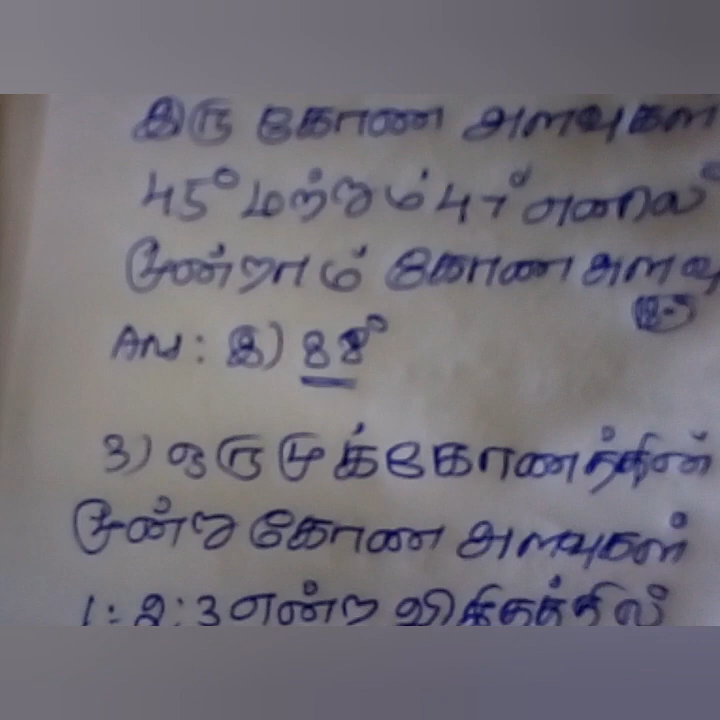 இரு கோண அளவுகள
45° மற்றும் 47° எனில்
மூன்றாம் கோண அளவு
Ans: இ) 88°
3) ஒரு முக்கோணத்தின்
மூன்று கோண அளவுகள்
1:2:3 என்ற விகிதத்தில்